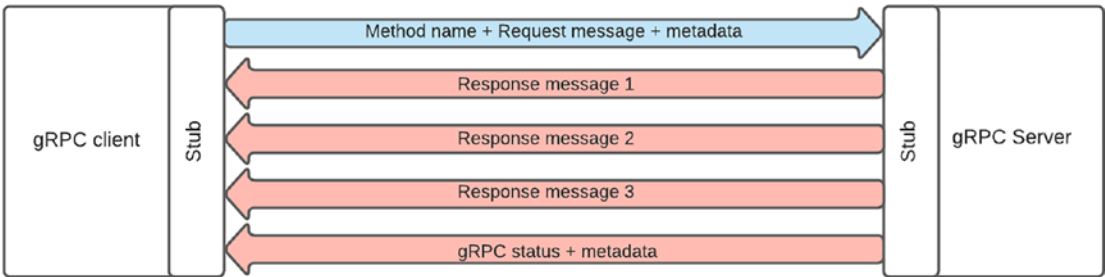 gRPC client
Stub
Method name + Request message + metadata
Response message 1
Response message 2
Response message 3
gRPC status + metadata
Stub
gRPC Server